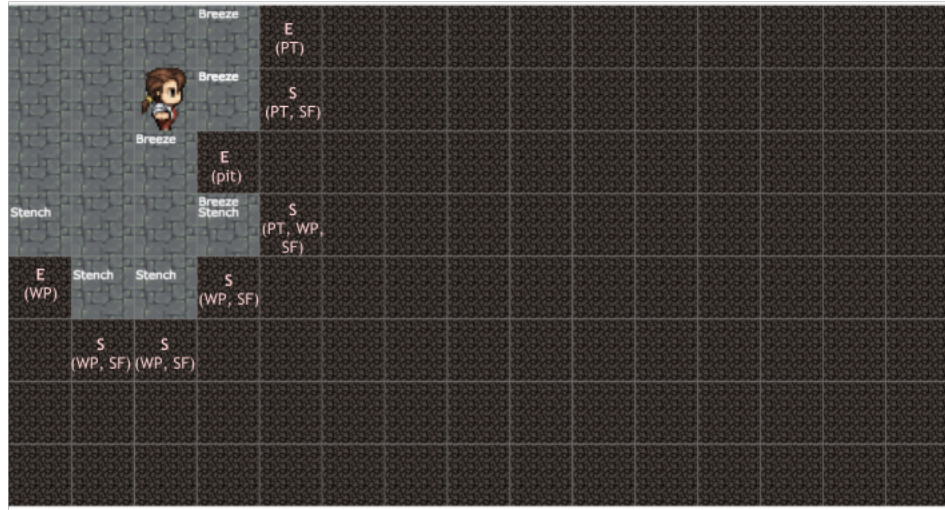 Breeze
E
(PT)
Breeze
S
(PT, SF)
Breeze
E
(pit)
Stench
Breeze
Stench
S
(PT, WP,
SF)
E
(WP)
Stench
Stench
S
(WP, SF)
S
(WP, SF)
S
(WP, SF)